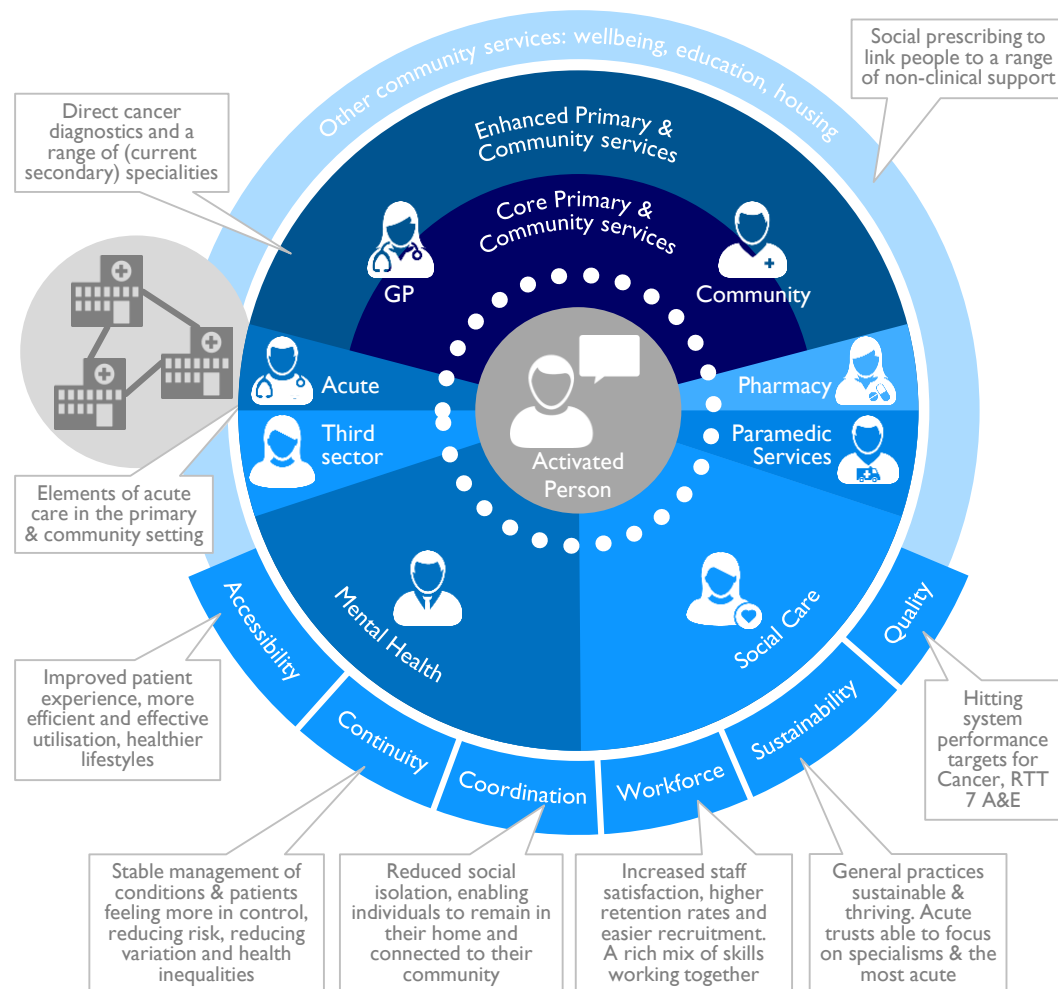 Other community services: wellbeing, education, housing
Social prescribing to
link people to a range
of non-clinical support
Direct cancer
diagnostics and a
range of (current
secondary) specialities
Enhanced Primary &
Community services
Core Primary &
Community services
GP
Community
Acute
Pharmacy
Third
sector
Paramedic
Services
Activated
Person
Elements of acute
care in the primary
& community setting
Mental Health
Social Care
Accessibility
Continuity
Coordination
Workforce
Sustainability
Quality
Improved patient
experience, more
efficient and effective
utilisation, healthier
lifestyles
Hitting
system
performance
targets for
Cancer, RTT
7 A&E
Stable management of
conditions & patients
feeling more in control,
reducing risk, reducing
variation and health
inequalities
Reduced social
isolation, enabling
individuals to remain in
their home and
connected to their
community
Increased staff
satisfaction, higher
retention rates and
easier recruitment.
A rich mix of skills
working together
General practices
sustainable &
thriving. Acute
trusts able to focus
on specialisms & the
most acute